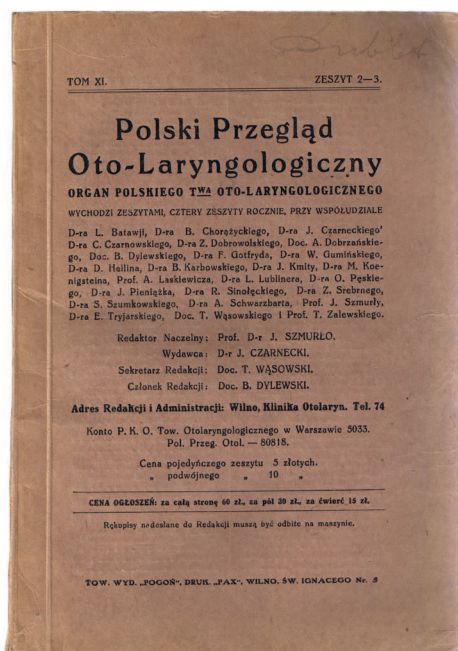 TOM XI.
ZESZYT 2—3.
Polski Przegląd
Oto-Laryngologiczny
ORGAN POLSKIEGO TWA OTO-LARYNGOLOGICZNEGO
WYCHODZI ZESZYTAMI, CZTERY ZESZYTY ROCZNIE, PRZY WSPÓŁUDZIALE
D-ra L. Batawji, D-ra B. Chorążyckiego, D-ra J. Czarneckiego'
D-ra C. Czarnowskiego, D-ra Z. Dobrowolskiego, Doc. A. Dobrzańskie-
go, Doc. B. Dylewskiego, D-ra F. Gotfryda, D-ra W. Gumińskiego,
D-ra D. Hellina, D-ra B. Karbowskiego, D-ra J. Kmity, D-ra M. Koe-
nigsteina, Prof. A. Laskiewicza, D-ra L. Lublinera, D-ra O. Pęskie-
go, D-ra J. Pieniążka, D-ra R. Sinołęckiego, D-ra Z. Srebrnego,
D-ra S. Szumkowskiego, D-ra A. Schwarzbarta, Prof. J. Szmurły,
D-ra E. Tryjarskiego, Doc. T. Wąsowskiego i Prof. T. Zalewskiego.
Redaktor Naczelny: Prof. D-r J. SZMURŁO.
Wydawca: D-r J. CZARNECKI.
Sekretarz Redakcji: Doc. T. WĄSOWSKI.
Członek Redakcji: Doc. B. DYLEWSKI.
Adres Redakcji i Administracji: Wilno, Klinika Otolaryn. Tel. 74
Konto P. K. O. Tow. Otolaryngologicznego w Warszawie 5033.
Pol. Przeg. Otol. — 80818.
Cena pojedyńczego zeszytu 5 złotych.
„ podwójnego „ 10 „
CENA OGŁOSZEŃ: za całą stronę 60 zł., za pół 30 zł., za ćwierć 15 zł.
Rękopisy nadesłane do Redakcji muszą być odbite na maszynie.
TOW. WYD. „POGOŃ", DRUK. „PAX", WILNO, ŚW. IGNACEGO Nr. 5